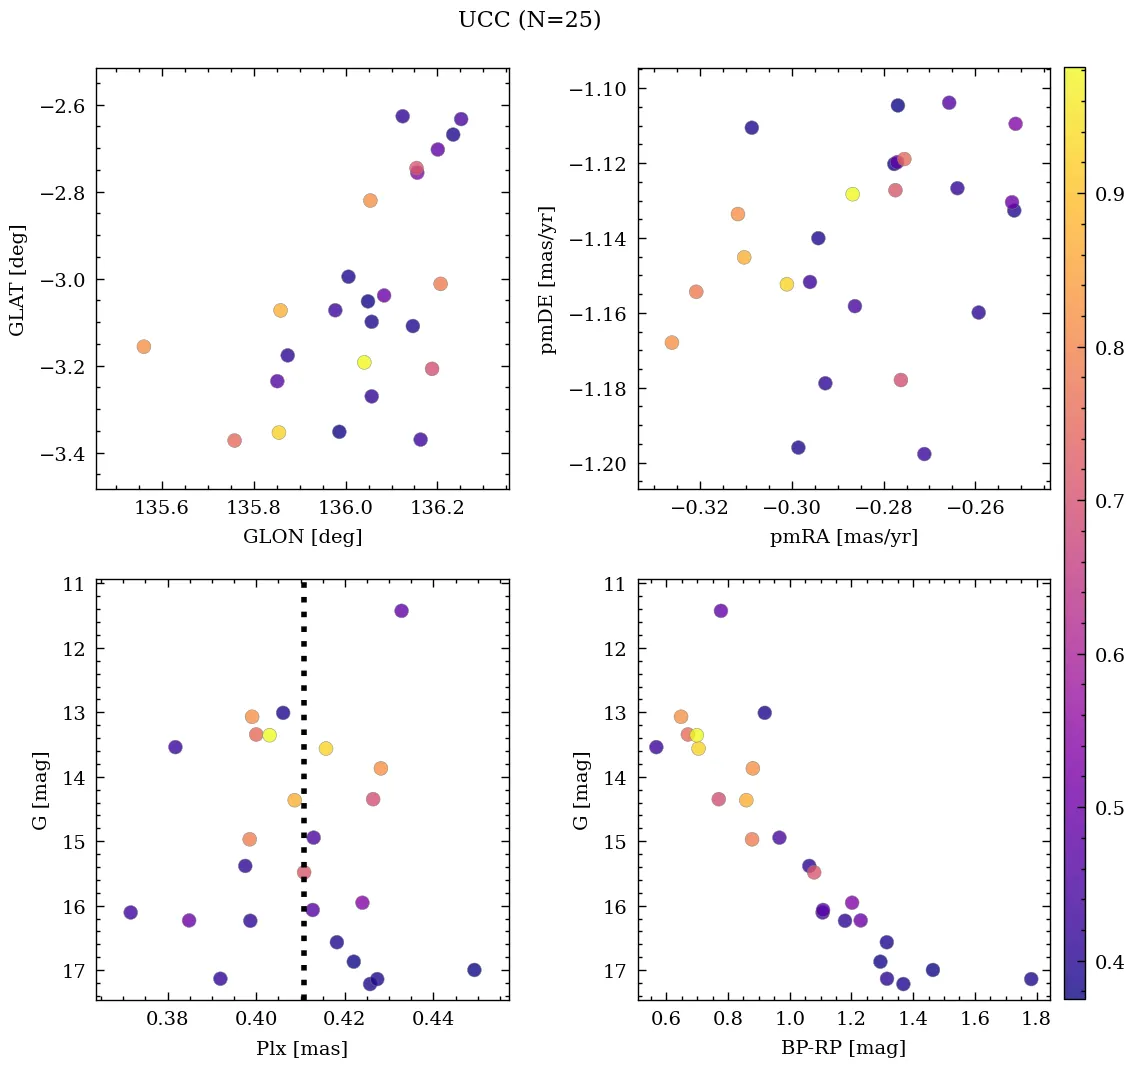 UCC (N=25)
−2.6
−2.8
−3.0
−3.2
−3.4
GLAT [deg]
135.6 135.8 136.0 136.2
GLON [deg]
−1.10
−1.12
−1.14
−1.16
−1.18
−1.20
pmDE [mas/yr]
−0.32 −0.30 −0.28 −0.26
pmRA [mas/yr]
11
12
13
14
15
16
17
G [mag]
0.38 0.40 0.42 0.44
Plx [mas]
11
12
13
14
15
16
17
G [mag]
0.6 0.8 1.0 1.2 1.4 1.6 1.8
BP-RP [mag]
0.9
0.8
0.7
0.6
0.5
0.4